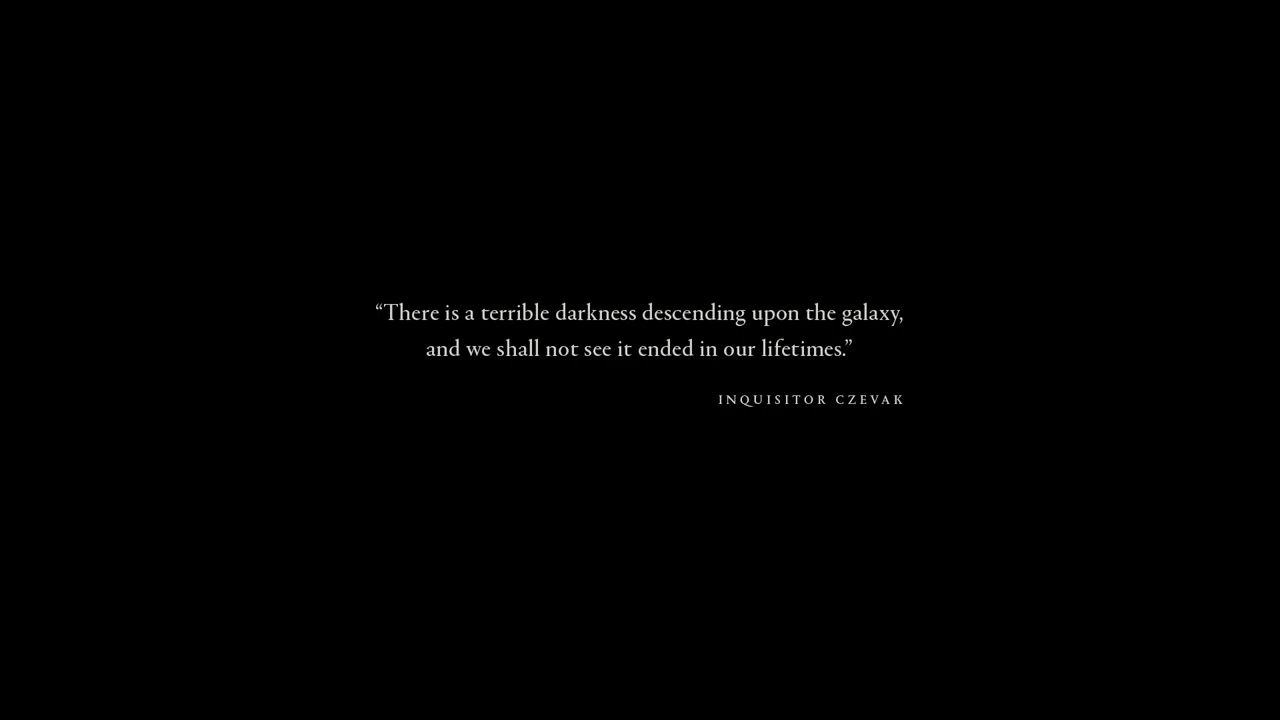 “There is a terrible darkness descending upon the galaxy,
and we shall not see it ended in our lifetimes.”
INQUISITOR CZEVAK